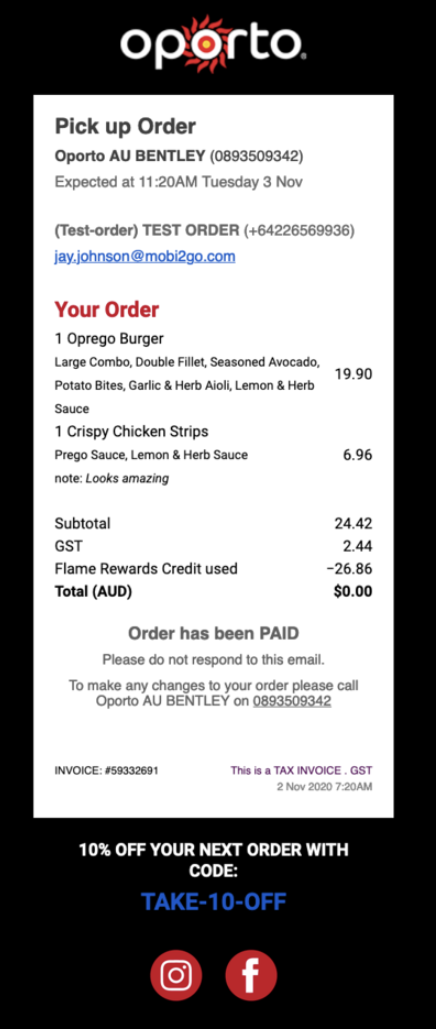 oporto
Pick up Order
Oporto AU BENTLEY (0893509342)
Expected at 11:20AM Tuesday 3 Nov
(Test-order) TEST ORDER (+64226569936)
jay.johnson@mobi2go.com
Your Order
1 Oprego Burger
Large Combo, Double Fillet, Seasoned Avocado,
Potato Bites, Garlic & Herb Aioli, Lemon & Herb
Sauce
19.90
1 Crispy Chicken Strips
Prego Sauce, Lemon & Herb Sauce 6.96
note: Looks amazing
Subtotal 24.42
GST 2.44
Flame Rewards Credit used −26.86
Total (AUD) $0.00
Order has been PAID
Please do not respond to this email.
To make any changes to your order please call
Oporto AU BENTLEY on 0893509342
INVOICE: #59332691 This is a TAX INVOICE . GST
2 Nov 2020 7:20AM
10% OFF YOUR NEXT ORDER WITH
CODE:
TAKE-10-OFF